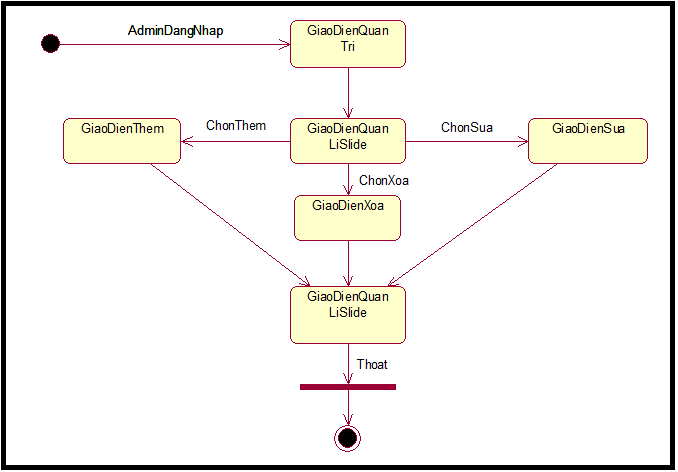 AdminDangNhap
GiaoDienQuan
Tri
GiaoDienThem
ChonThem
GiaoDienQuan
LiSlide
ChonSua
GiaoDienSua
ChonXoa
GiaoDienXoa
GiaoDienQuan
LiSlide
Thoat